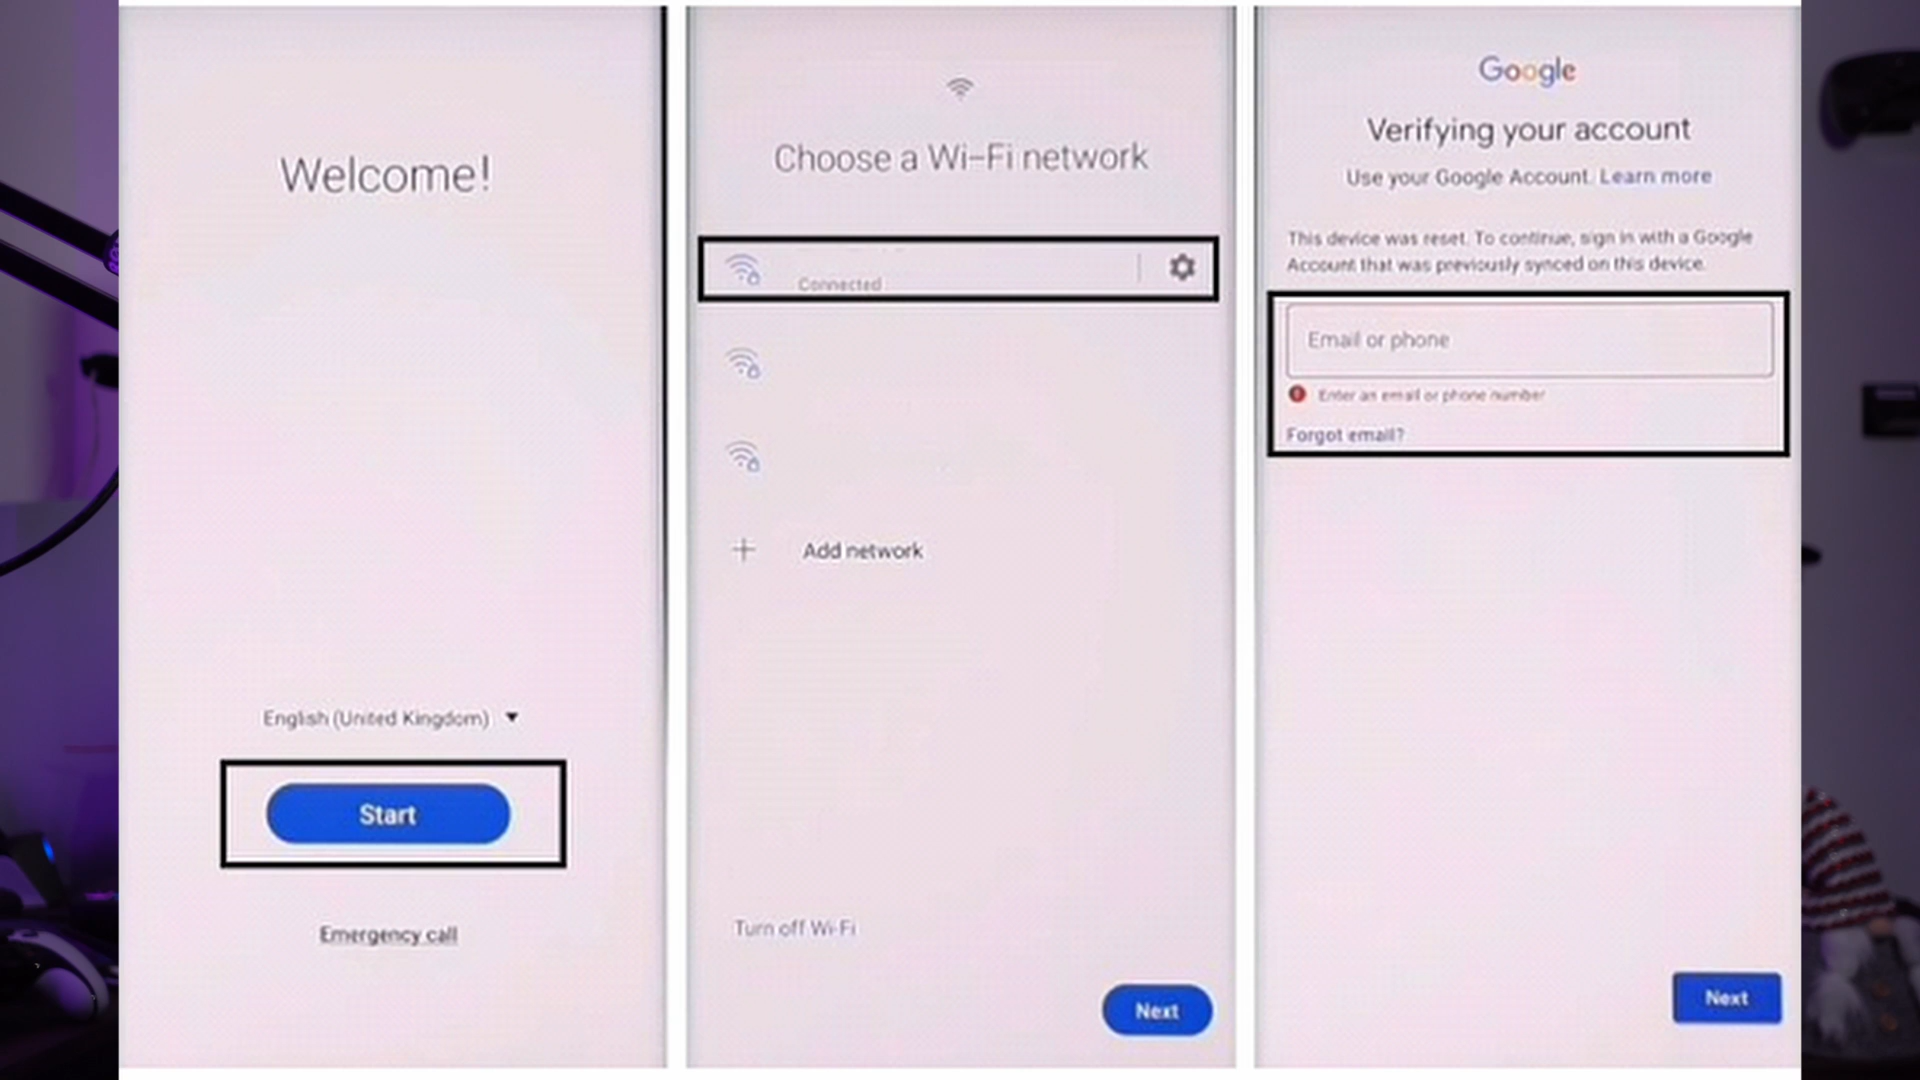 Welcome!
English (United Kingdom)
Start
Emergency call
Choose a Wi-Fi network
Connected
Add network
Turn off Wi-Fi
Next
Google
Verifying your account
Use your Google Account. Learn more
This device was reset. To continue, sign in with a Google
Account that was previously synced on this device.
Email or phone
Enter an email or phone number
Forgot email?
Next